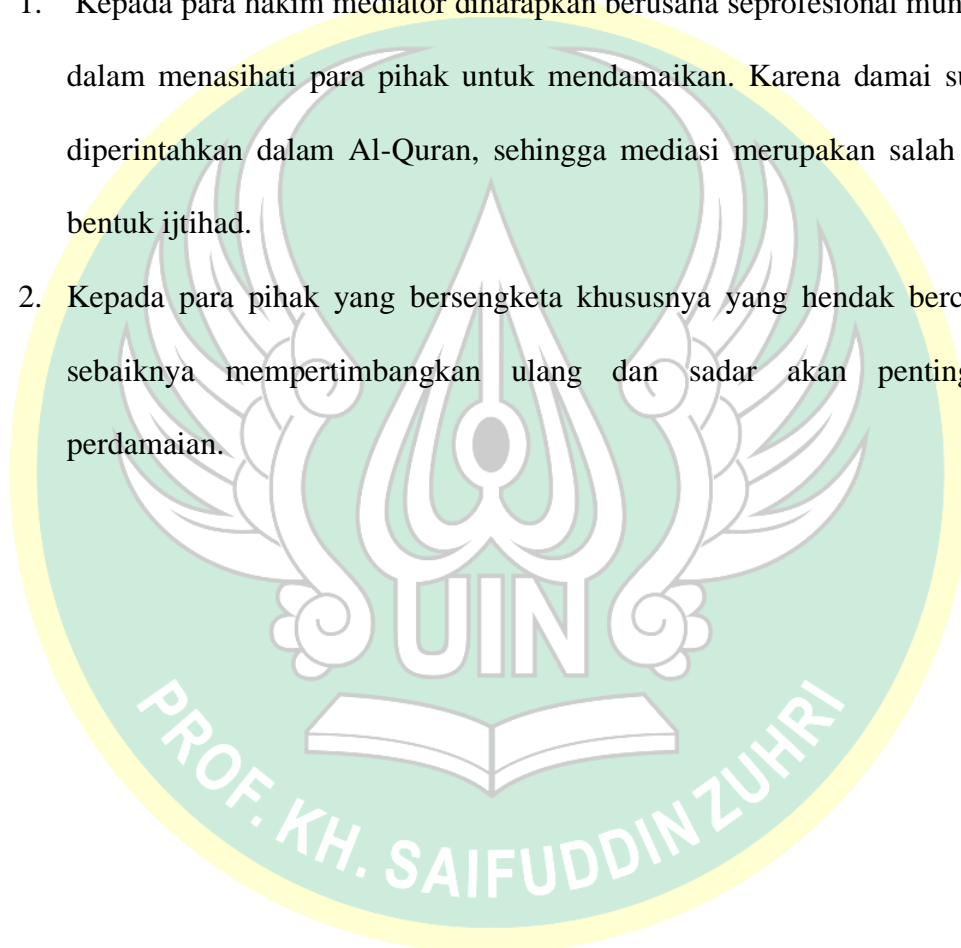 1. Kepada para hakim mediator diharapkan berusaha seprofesional
dalam menasihati para pihak untuk mendamaikan. Karena damai
diperintahkan dalam Al-Quran, sehingga mediasi merupakan salah
bentuk ijtihad.
2. Kepada para pihak yang bersengketa khususnya yang hendak
sebaiknya mempertimbangkan ulang dan sadar akan
perdamaian.
UIN
PROF. KH. SAIFUDDIN ZUHRI